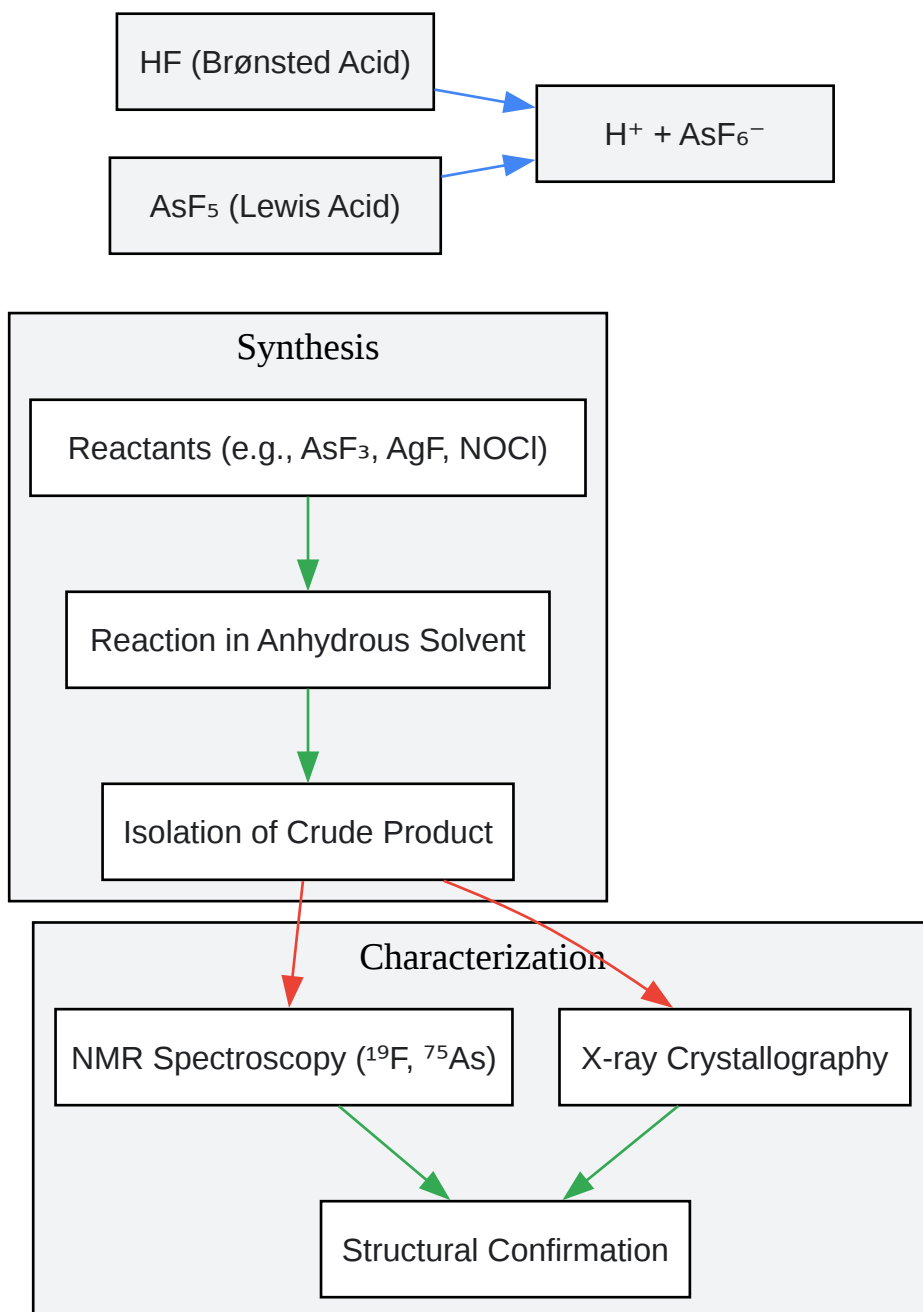 HF (Brønsted Acid)
H⁺ + AsF₆⁻
AsF₅ (Lewis Acid)
Synthesis
Reactants (e.g., AsF₃, AgF, NOCl)
Reaction in Anhydrous Solvent
Isolation of Crude Product
Characterization
NMR Spectroscopy (¹⁹F, ⁷⁵As)
X-ray Crystallography
Structural Confirmation